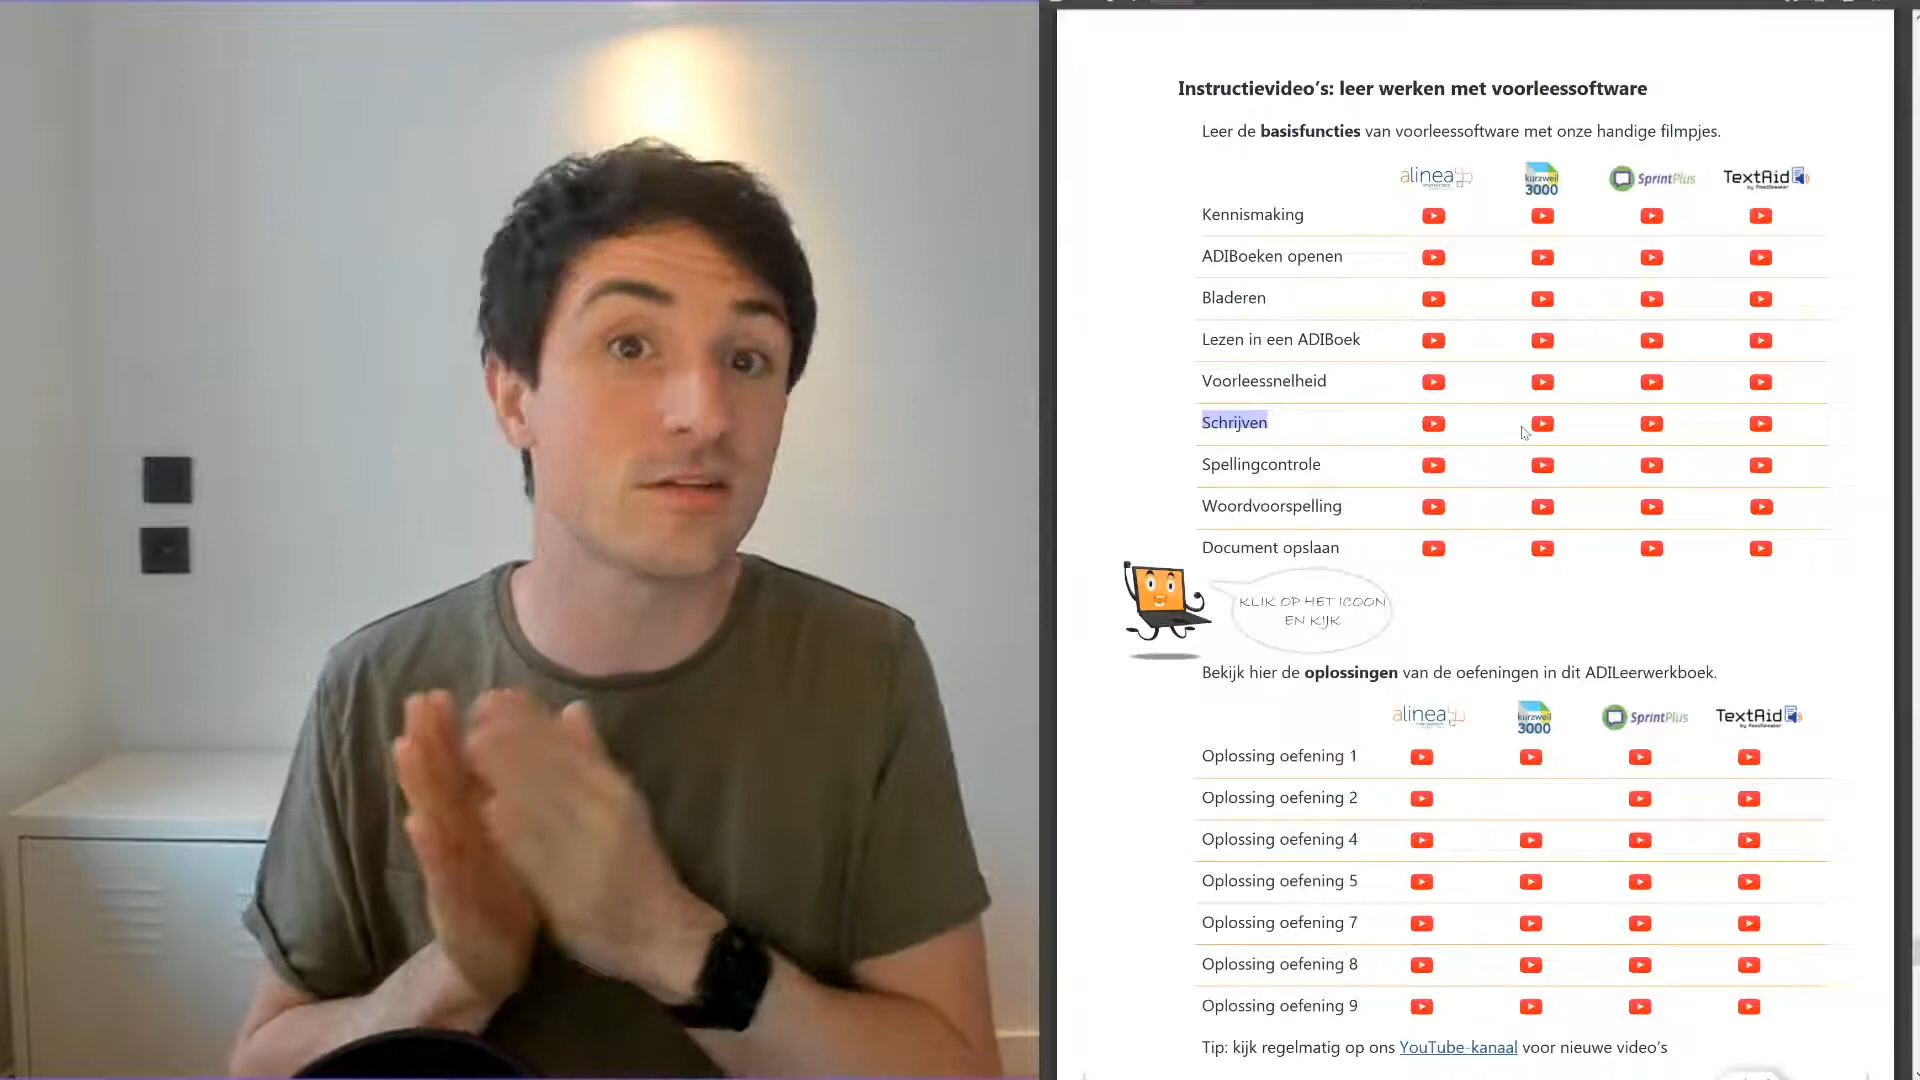 Instructievideo's: leer werken met voorleessoftware
Leer de basisfuncties van voorleessoftware met onze handige filmpjes.
alinea kurzweil 3000 SprintPlus TextAid
Kennismaking
ADIBoeken openen
Bladeren
Lezen in een ADIBoek
Voorleessnelheid
Schrijven
Spellingcontrole
Woordvoorspelling
Document opslaan
KLIK OP HET ICOON
EN KIJK
Bekijk hier de oplossingen van de oefeningen in dit ADILeerwerkboek.
alinea kurzweil 3000 SprintPlus TextAid
Oplossing oefening 1
Oplossing oefening 2
Oplossing oefening 4
Oplossing oefening 5
Oplossing oefening 7
Oplossing oefening 8
Oplossing oefening 9
Tip: kijk regelmatig op ons YouTube-kanaal voor nieuwe video's